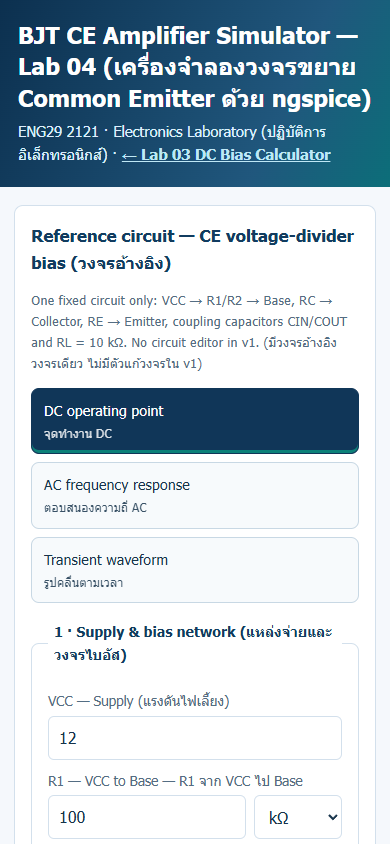 BJT CE Amplifier Simulator —
Lab 04 (เครื่องจำลองวงจรขยาย
Common Emitter ด้วย ngspice)
ENG29 2121 · Electronics Laboratory (ปฏิบัติการ
อิเล็กทรอนิกส์) · ← Lab 03 DC Bias Calculator
Reference circuit — CE voltage-divider
bias (วงจรอ้างอิง)
One fixed circuit only: VCC → R1/R2 → Base, RC →
Collector, RE → Emitter, coupling capacitors CIN/COUT
and RL = 10 kΩ. No circuit editor in v1. (มีวงจรอ้างอิง
วงจรเดียว ไม่มีตัวแก้วงจรใน v1)
DC operating point
จุดทำงาน DC
AC frequency response
ตอบสนองความถี่ AC
Transient waveform
รูปคลื่นตามเวลา
1 · Supply & bias network (แหล่งจ่ายและ
วงจรไบอัส)
VCC — Supply (แรงดันไฟเลี้ยง)
12
R1 — VCC to Base — R1 จาก VCC ไป Base
100 kΩ